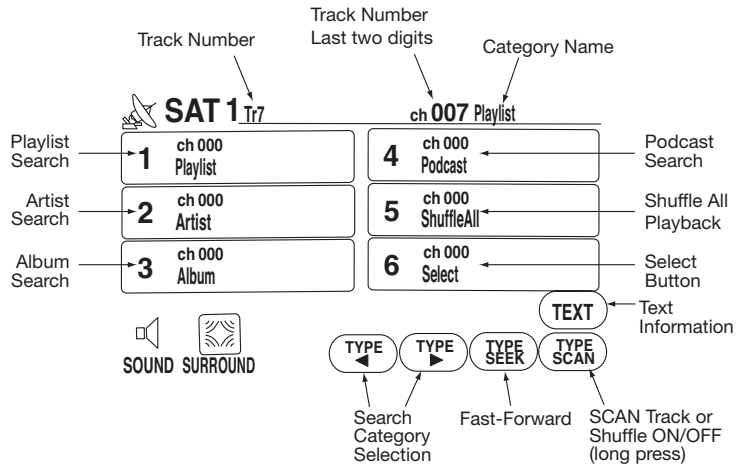 Track Number
Track Number
Last two digits
Category Name
SAT 1 Tr7
ch 007 Playlist
Playlist
Search
1
ch 000
Playlist
4
ch 000
Podcast
Podcast
Search
Artist
Search
2
ch 000
Artist
5
ch 000
ShuffleAll
Shuffle All
Playback
Album
Search
3
ch 000
Album
6
ch 000
Select
Select
Button
TEXT
Text
Information
SOUND
SURROUND
TYPE
◀
TYPE
▶
TYPE
SEEK
TYPE
SCAN
Search
Category
Selection
Fast-Forward
SCAN Track or
Shuffle ON/OFF
(long press)